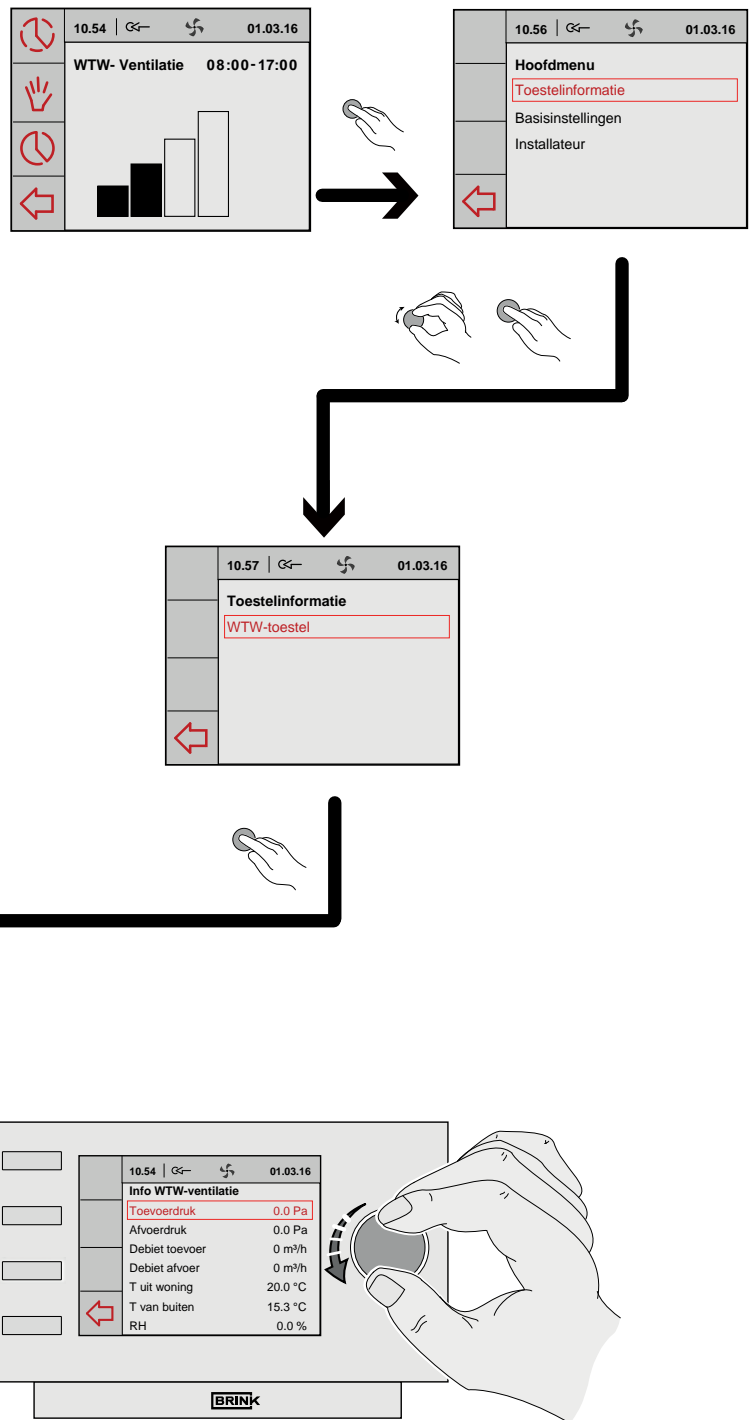 10.54 01.03.16
WTW- Ventilatie 08:00-17:00
10.56 01.03.16
Hoofdmenu
Toestelinformatie
Basisinstellingen
Installateur
10.57 01.03.16
Toestelinformatie
WTW-toestel
10.54 01.03.16
Info WTW-ventilatie
Toevoerdruk 0.0 Pa
Afvoerdruk 0.0 Pa
Debiet toevoer 0 m³/h
Debiet afvoer 0 m³/h
T uit woning 20.0 °C
T van buiten 15.3 °C
RH 0.0 %
BRINK